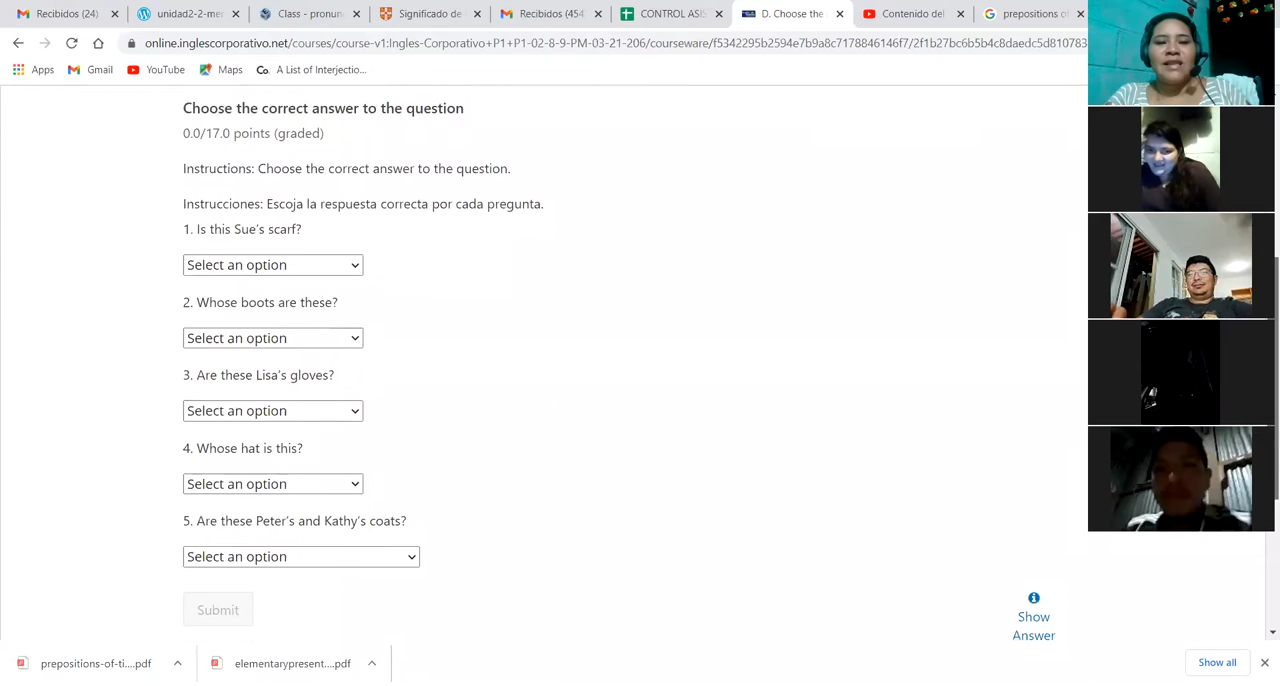 Recibidos (24)
unidad2-2-me
Class - pronun
Significado de
Recibidos (454
CONTROL ASIS
D. Choose the
Contenido del
prepositions of
online.inglescorporativo.net/courses/course-v1:Ingles-Corporativo+P1+P1-02-8-9-PM-03-21-206/courseware/f5342295b2594e7b9a8c7178846146f7/2f1b27bc6b5b4c8daedc5d810783
Apps
Gmail
YouTube
Maps
Co. A List of Interjectio...
Choose the correct answer to the question
0.0/17.0 points (graded)
Instructions: Choose the correct answer to the question.
Instrucciones: Escoja la respuesta correcta por cada pregunta.
1. Is this Sue's scarf?
Select an option
2. Whose boots are these?
Select an option
3. Are these Lisa's gloves?
Select an option
4. Whose hat is this?
Select an option
5. Are these Peter's and Kathy's coats?
Select an option
Submit
Show
Answer
prepositions-of-ti....pdf
elementarypresent....pdf
Show all